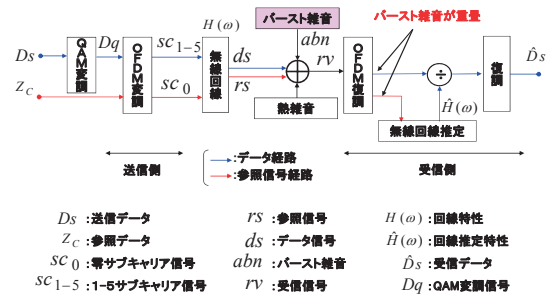 H(ω)
バースト雑音
バースト雑音が重畳
Ds
QAM変調
Dq
OFDM変調
sc1-5
無線回線
ds
abn
rv
OFDM復調
÷
復調
D̂s
ZC
sc0
rs
Ĥ(ω)
熱雑音
無線回線推定
送信側
:データ経路
:参照信号経路
受信側
Ds :送信データ
rs :参照信号
H(ω) :回線特性
ZC :参照データ
ds :データ信号
Ĥ(ω) :回線推定特性
sc0 :零サブキャリア信号
abn :バースト雑音
D̂s :受信データ
sc1-5 :1-5サブキャリア信号
rv :受信信号
Dq :QAM変調信号